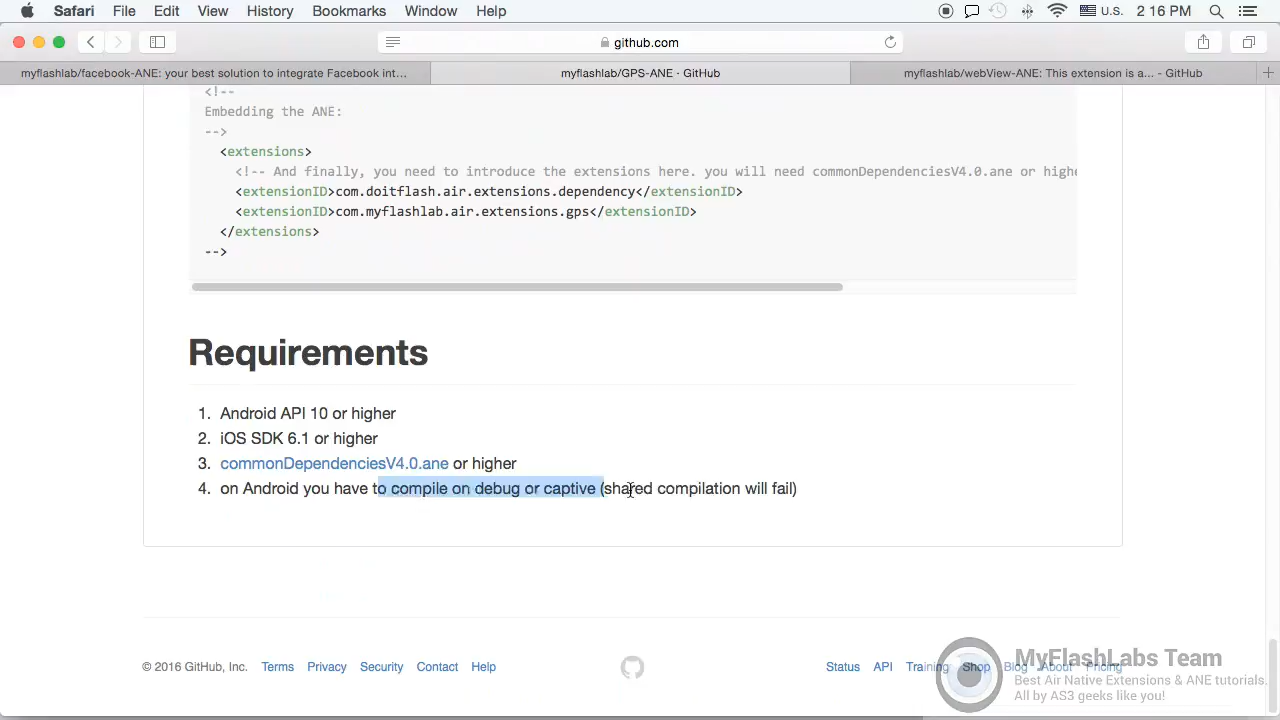 Safari File Edit View History Bookmarks Window Help U.S. 2 16 PM
github.com
myflashlab/facebook-ANE: your best solution to integrate Facebook int... myflashlab/GPS-ANE · GitHub myflashlab/webView-ANE: This extension is a... - GitHub
<!--
Embedding the ANE:
-->
<extensions>
<!-- And finally, you need to introduce the extensions here. you will need commonDependenciesV4.0.ane or highe
<extensionID>com.doitflash.air.extensions.dependency</extensionID>
<extensionID>com.myflashlab.air.extensions.gps</extensionID>
</extensions>
-->
Requirements
1. Android API 10 or higher
2. iOS SDK 6.1 or higher
3. commonDependenciesV4.0.ane or higher
4. on Android you have to compile on debug or captive (shared compilation will fail)
© 2016 GitHub, Inc. Terms Privacy Security Contact Help Status API Training Shop Blog About Pricing
MyFlashLabs Team
Best Air Native Extensions & ANE tutorials.
All by AS3 geeks like you!